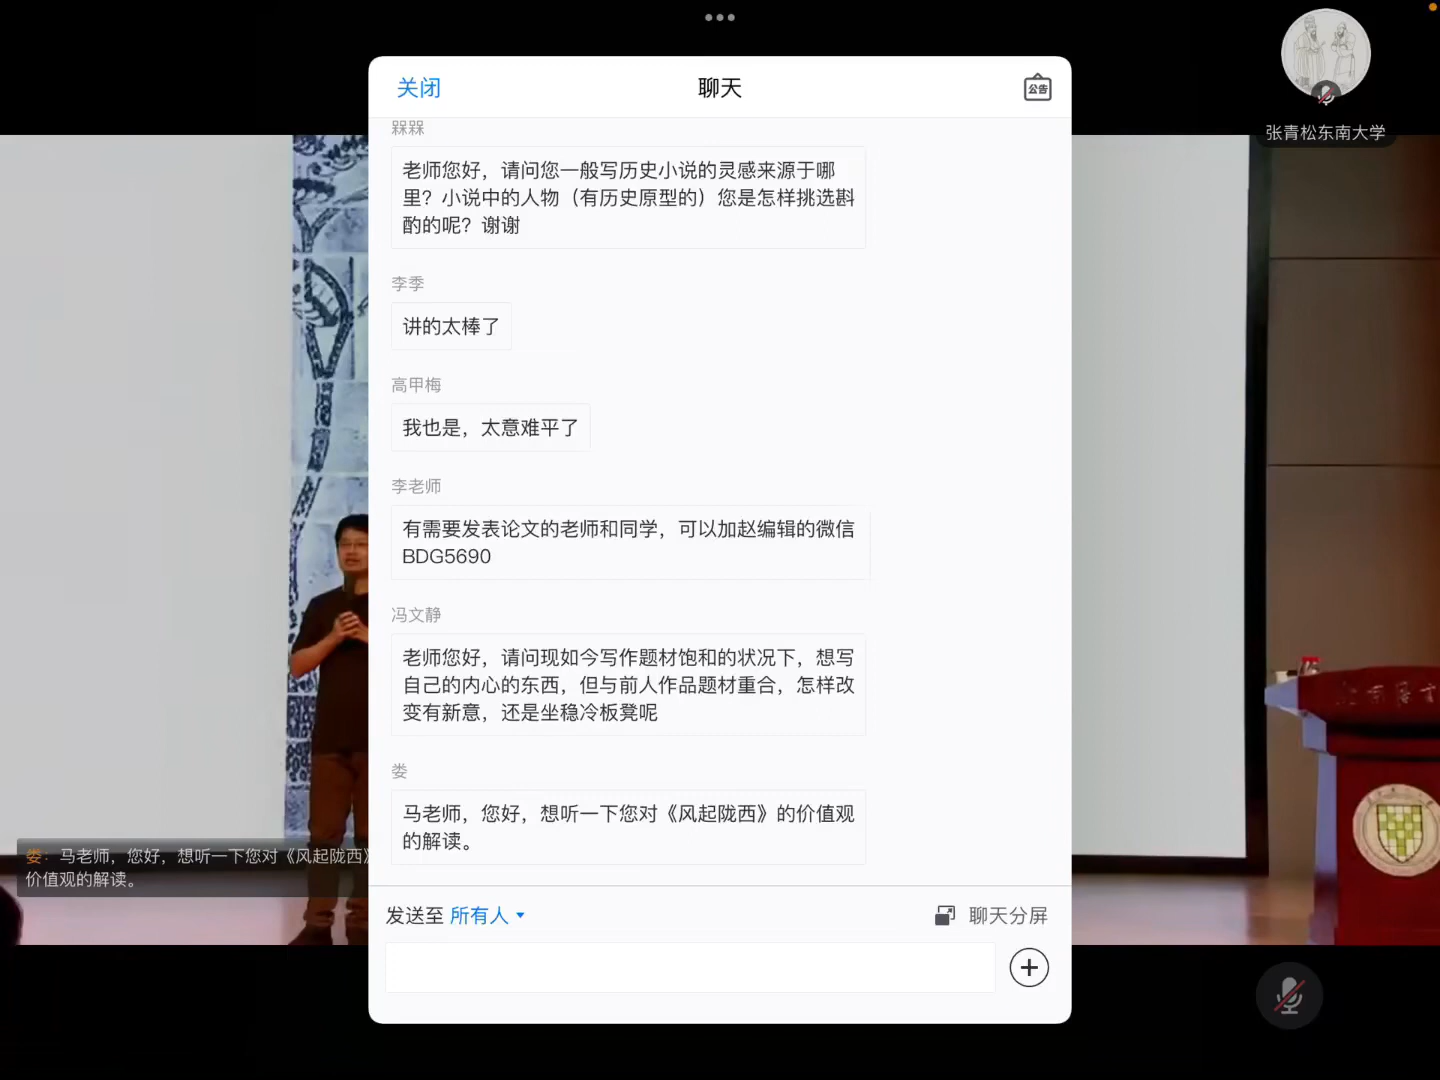 关闭
聊天
公告
槑槑
老师您好，请问您一般写历史小说的灵感来源于哪
里？小说中的人物（有历史原型的）您是怎样挑选斟
酌的呢？谢谢
李季
讲的太棒了
高甲梅
我也是，太意难平了
李老师
有需要发表论文的老师和同学，可以加赵编辑的微信
BDG5690
冯文静
老师您好，请问现如今写作题材饱和的状况下，想写
自己的内心的东西，但与前人作品题材重合，怎样改
变有新意，还是坐稳冷板凳呢
娄
马老师，您好，想听一下您对《风起陇西》的价值观
的解读。
发送至 所有人
聊天分屏
张青松东南大学
娄：马老师，您好，想听一下您对《风起陇西》
价值观的解读。